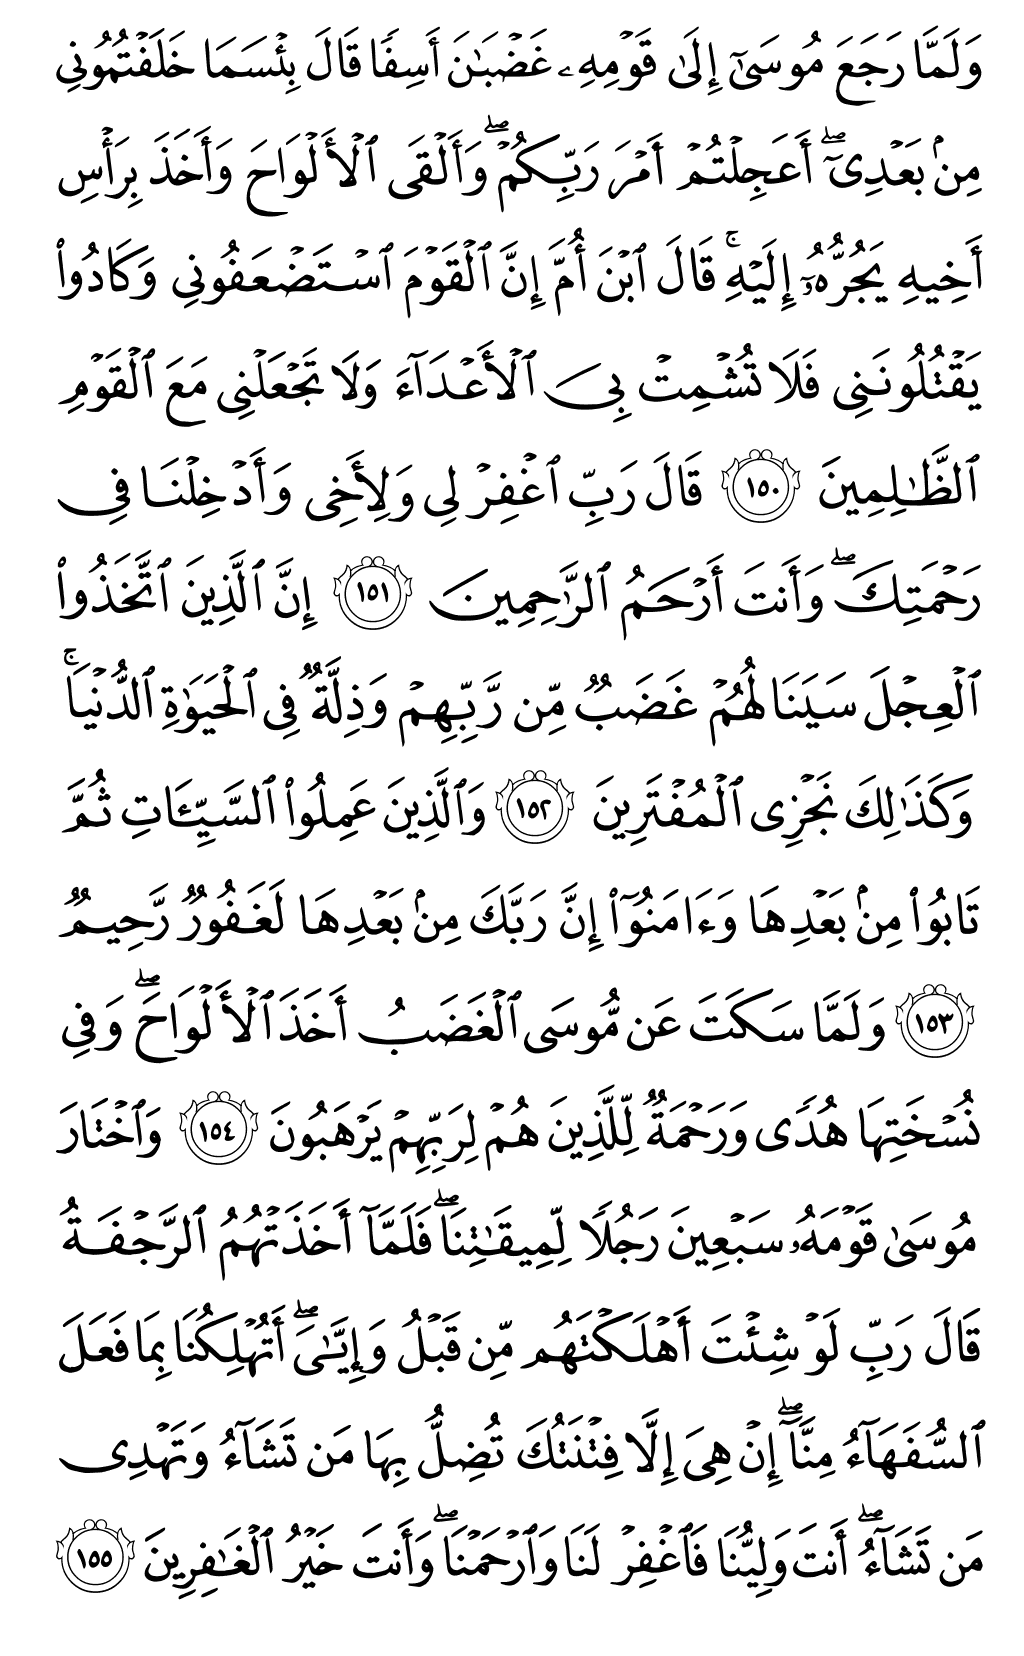 وَلَمَّا رَجَعَ مُوسَىٰٓ إِلَىٰ قَوْمِهِۦ غَضْبَـٰنَ أَسِفًا قَالَ بِئْسَمَا خَلَفْتُمُونِى
مِنۢ بَعْدِىٓ ۖ أَعَجِلْتُمْ أَمْرَ رَبِّكُمْ ۖ وَأَلْقَى ٱلْأَلْوَاحَ وَأَخَذَ بِرَأْسِ
أَخِيهِ يَجُرُّهُۥٓ إِلَيْهِ ۚ قَالَ ٱبْنَ أُمَّ إِنَّ ٱلْقَوْمَ ٱسْتَضْعَفُونِى وَكَادُوا۟
يَقْتُلُونَنِى فَلَا تُشْمِتْ بِىَ ٱلْأَعْدَآءَ وَلَا تَجْعَلْنِى مَعَ ٱلْقَوْمِ
ٱلظَّـٰلِمِينَ ١٥٠ قَالَ رَبِّ ٱغْفِرْ لِى وَلِأَخِى وَأَدْخِلْنَا فِى
رَحْمَتِكَ ۖ وَأَنتَ أَرْحَمُ ٱلرَّٰحِمِينَ ١٥١ إِنَّ ٱلَّذِينَ ٱتَّخَذُوا۟
ٱلْعِجْلَ سَيَنَالُهُمْ غَضَبٌ مِّن رَّبِّهِمْ وَذِلَّةٌ فِى ٱلْحَيَوٰةِ ٱلدُّنْيَا ۚ
وَكَذَٰلِكَ نَجْزِى ٱلْمُفْتَرِينَ ١٥٢ وَٱلَّذِينَ عَمِلُوا۟ ٱلسَّيِّـَٔاتِ ثُمَّ
تَابُوا۟ مِنۢ بَعْدِهَا وَءَامَنُوٓا۟ إِنَّ رَبَّكَ مِنۢ بَعْدِهَا لَغَفُورٌ رَّحِيمٌ
١٥٣ وَلَمَّا سَكَتَ عَن مُّوسَى ٱلْغَضَبُ أَخَذَ ٱلْأَلْوَاحَ ۖ وَفِى
نُسْخَتِهَا هُدًى وَرَحْمَةٌ لِّلَّذِينَ هُمْ لِرَبِّهِمْ يَرْهَبُونَ ١٥٤ وَٱخْتَارَ
مُوسَىٰ قَوْمَهُۥ سَبْعِينَ رَجُلًا لِّمِيقَـٰتِنَا ۖ فَلَمَّآ أَخَذَتْهُمُ ٱلرَّجْفَةُ
قَالَ رَبِّ لَوْ شِئْتَ أَهْلَكْتَهُم مِّن قَبْلُ وَإِيَّـٰىَ ۖ أَتُهْلِكُنَا بِمَا فَعَلَ
ٱلسُّفَهَآءُ مِنَّآ ۖ إِنْ هِىَ إِلَّا فِتْنَتُكَ تُضِلُّ بِهَا مَن تَشَآءُ وَتَهْدِى
مَن تَشَآءُ ۖ أَنتَ وَلِيُّنَا فَٱغْفِرْ لَنَا وَٱرْحَمْنَا ۖ وَأَنتَ خَيْرُ ٱلْغَـٰفِرِينَ ١٥٥